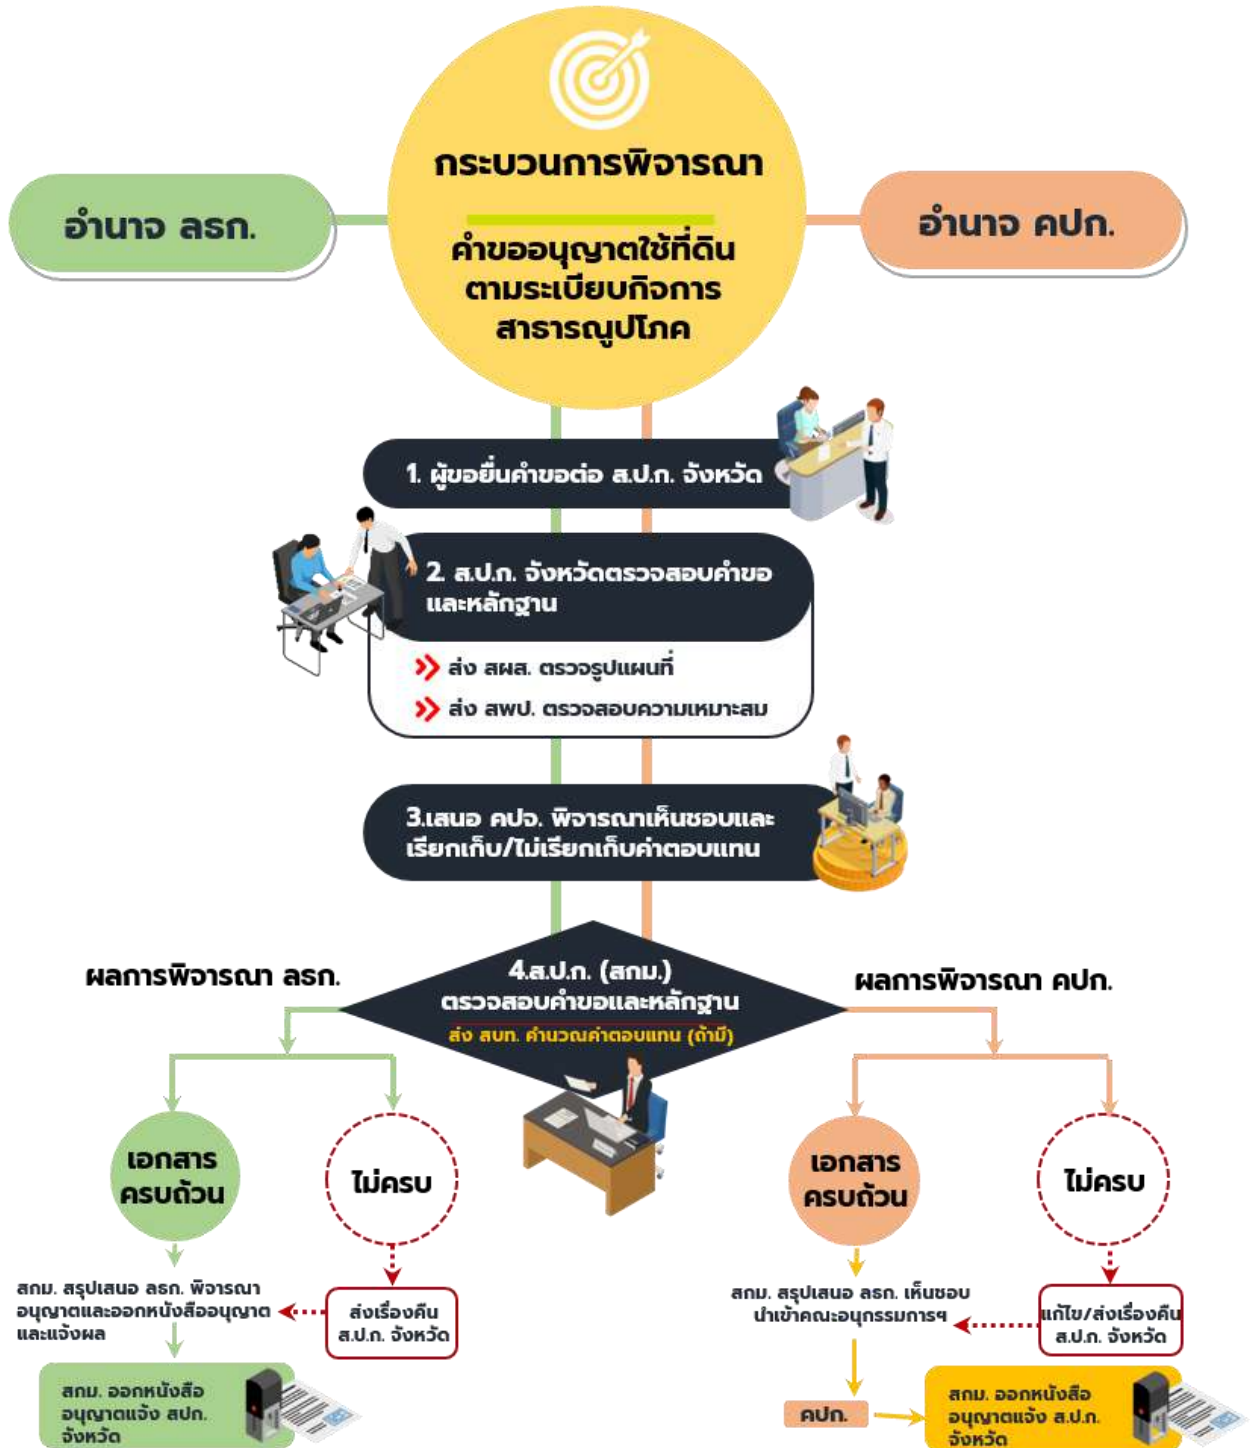 กระบวนการพิจารณา
คำขออนุญาตใช้ที่ดิน
ตามระเบียบกิจการ
สาธารณูปโภค
อำนาจ ลธก.
อำนาจ คปก.
1. ผู้ขอยื่นคำขอต่อ ส.ป.ก. จังหวัด
2. ส.ป.ก. จังหวัดตรวจสอบคำขอ
และหลักฐาน
ส่ง สผส. ตรวจรูปแผนที่
ส่ง สพป. ตรวจสอบความเหมาะสม
3.เสนอ คปจ. พิจารณาเห็นชอบและ
เรียกเก็บ/ไม่เรียกเก็บค่าตอบแทน
4.ส.ป.ก. (สกม.)
ตรวจสอบคำขอและหลักฐาน
ส่ง สบท. คำนวณค่าตอบแทน (ถ้ามี)
ผลการพิจารณา ลธก.
เอกสาร
ครบถ้วน
ไม่ครบ
สกม. สรุปเสนอ ลธก. พิจารณา
อนุญาตและออกหนังสืออนุญาต
และแจ้งผล
ส่งเรื่องคืน
ส.ป.ก. จังหวัด
สกม. ออกหนังสือ
อนุญาตแจ้ง สปก.
จังหวัด
ผลการพิจารณา คปก.
เอกสาร
ครบถ้วน
ไม่ครบ
สกม. สรุปเสนอ ลธก. เห็นชอบ
นำเข้าคณะอนุกรรมการฯ
แก้ไข/ส่งเรื่องคืน
ส.ป.ก. จังหวัด
คปก.
สกม. ออกหนังสือ
อนุญาตแจ้ง ส.ป.ก.
จังหวัด